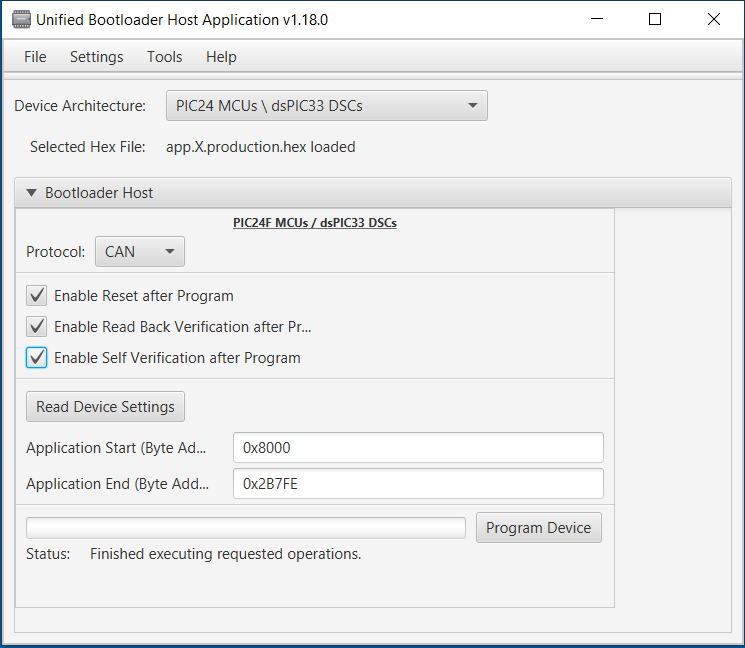 Unified Bootloader Host Application v1.18.0
File Settings Tools Help
Device Architecture: PIC24 MCUs \ dsPIC33 DSCs
Selected Hex File: app.X.production.hex loaded
Bootloader Host
PIC24F MCUs / dsPIC33 DSCs
Protocol: CAN
Enable Reset after Program
Enable Read Back Verification after Pr...
Enable Self Verification after Program
Read Device Settings
Application Start (Byte Ad... 0x8000
Application End (Byte Add... 0x2B7FE
Program Device
Status: Finished executing requested operations.